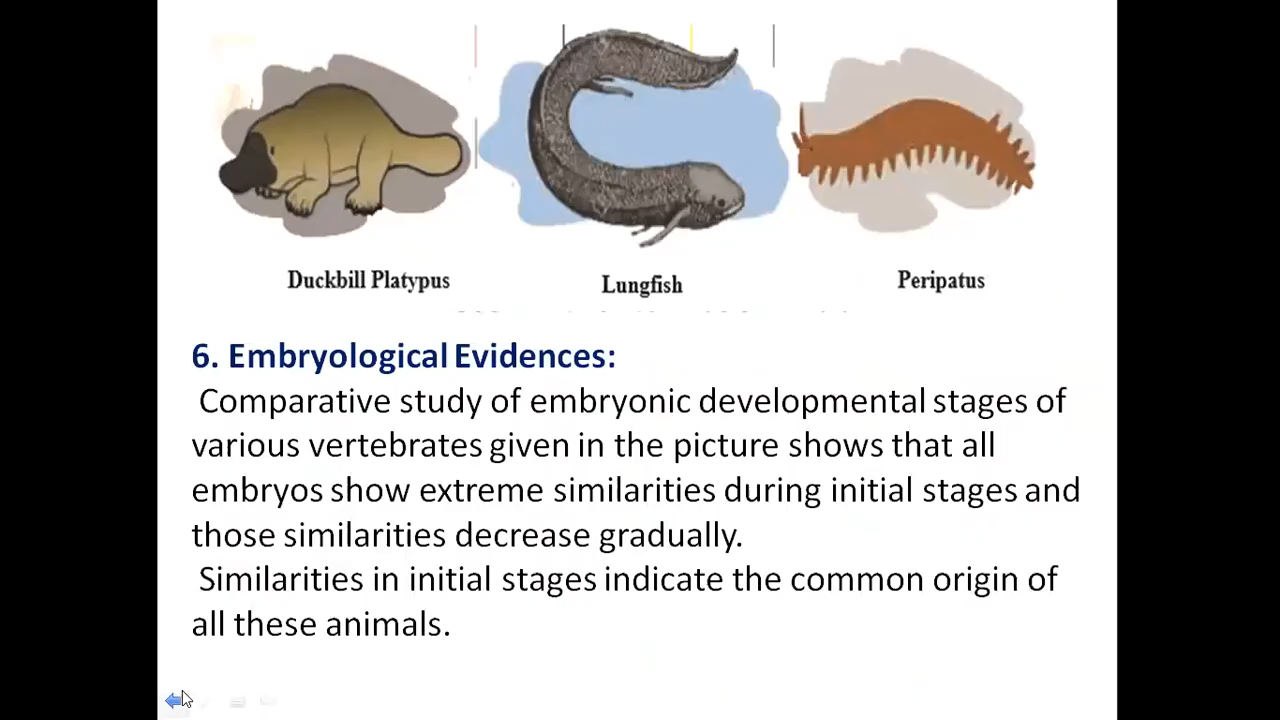 Duckbill Platypus
Lungfish
Peripatus
6. Embryological Evidences:
Comparative study of embryonic developmental stages of
various vertebrates given in the picture shows that all
embryos show extreme similarities during initial stages and
those similarities decrease gradually.
Similarities in initial stages indicate the common origin of
all these animals.